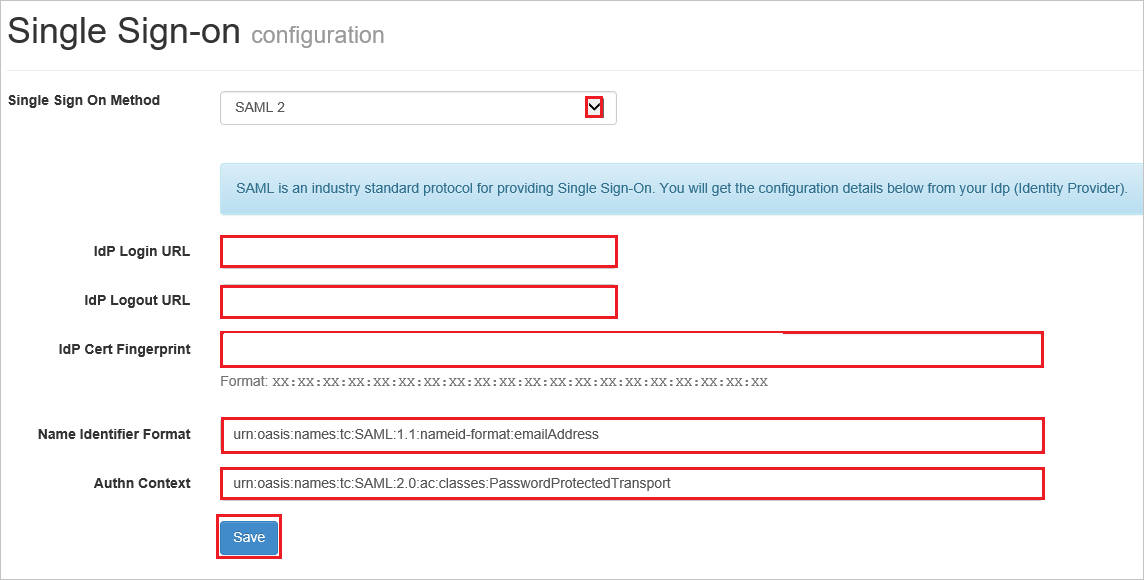 Single Sign-on configuration
Single Sign On Method
SAML 2
SAML is an industry standard protocol for providing Single Sign-On. You will get the configuration details below from your Idp (Identity Provider).
IdP Login URL
IdP Logout URL
IdP Cert Fingerprint
Format: xx:xx:xx:xx:xx:xx:xx:xx:xx:xx:xx:xx:xx:xx:xx:xx:xx:xx:xx:xx
Name Identifier Format
urn:oasis:names:tc:SAML:1.1:nameid-format:emailAddress
Authn Context
urn:oasis:names:tc:SAML:2.0:ac:classes:PasswordProtectedTransport
Save